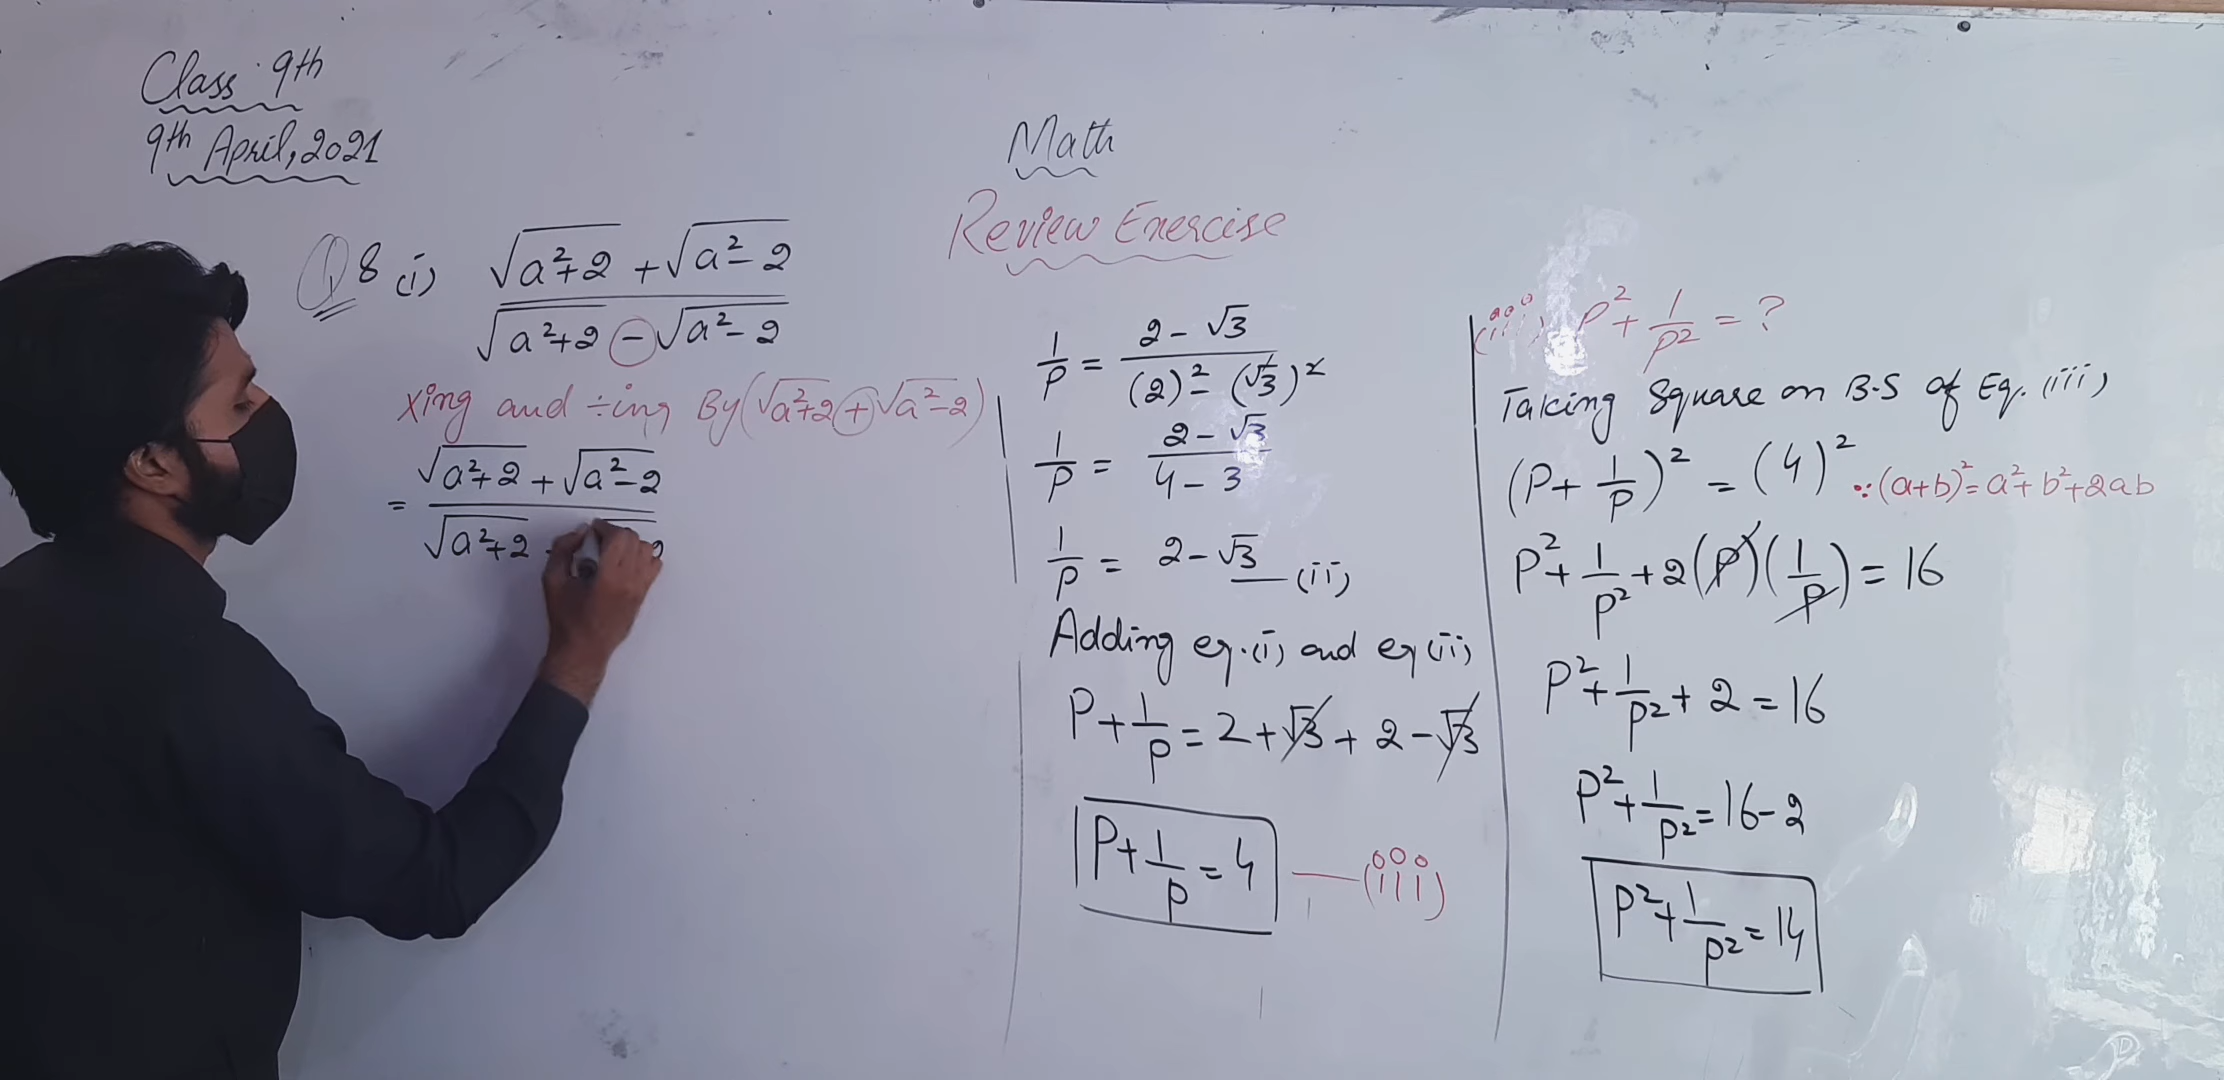 Class 9th
9th April, 2021
Math
Review Exercise
Q8 (i) √(a²+2) + √(a²-2)
√(a²+2) - √(a²-2)
xing and ÷ing By (√(a²+2) + √(a²-2))
= √(a²+2) + √(a²-2)
√(a²+2)
1/P = (2-√3)/((2)² - (√3)²)
1/P = (2-√3)/(4-3)
1/P = 2-√3 — (ii)
Adding eq.(i) and eq (ii)
P + 1/P = 2+√3 + 2-√3
P + 1/P = 4 — (iii)
(iii) P² + 1/P² = ?
Taking Square on B.S of Eq. (iii)
(P + 1/P)² = (4)² ∵ (a+b)² = a²+b²+2ab
P² + 1/P² + 2(P)(1/P) = 16
P² + 1/P² + 2 = 16
P² + 1/P² = 16-2
P² + 1/P² = 14